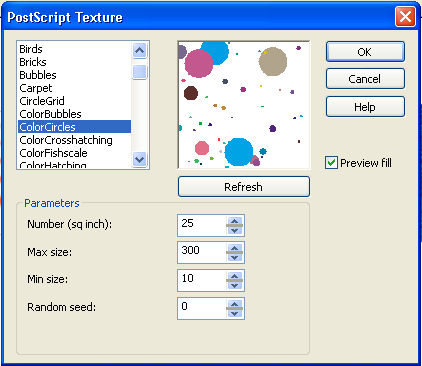 PostScript Texture
Birds
Bricks
Bubbles
Carpet
CircleGrid
ColorBubbles
ColorCircles
ColorCrosshatching
ColorFishscale
ColorHatching
OK
Cancel
Help
Preview fill
Refresh
Parameters
Number (sq inch): 25
Max size: 300
Min size: 10
Random seed: 0